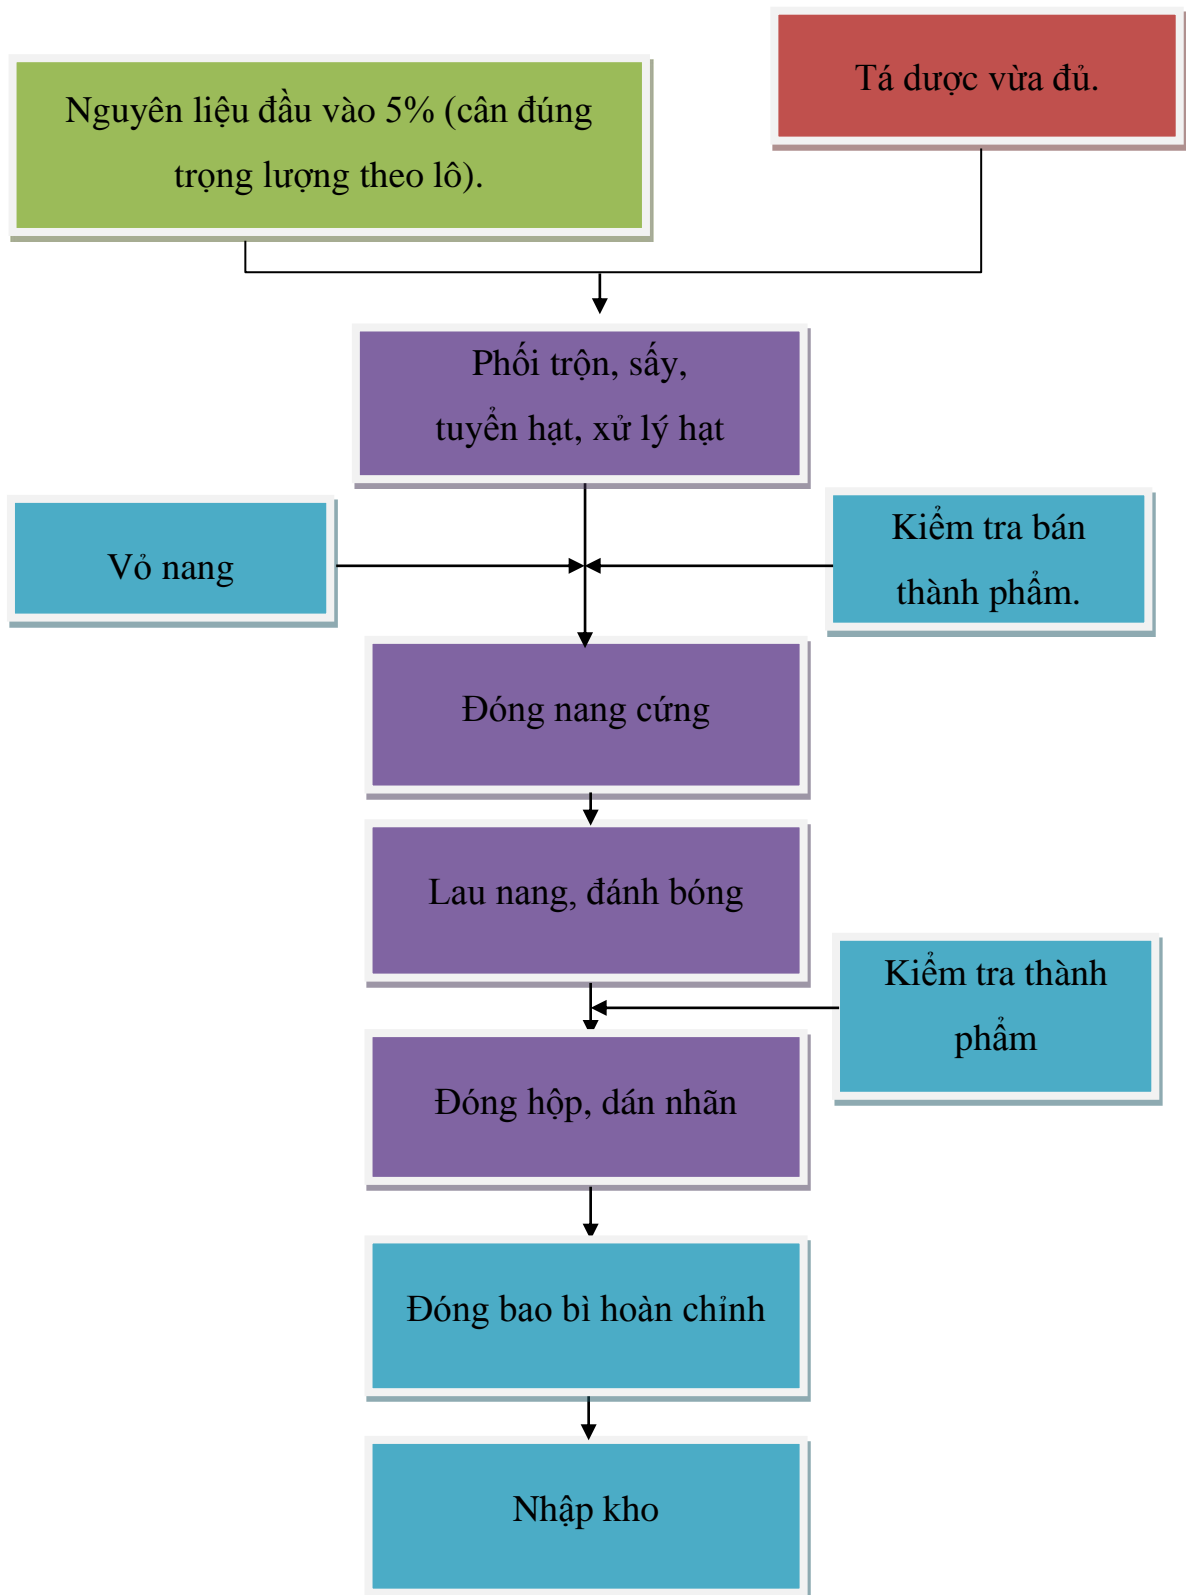 Nguyên liệu đầu vào 5% (cân đúng
trọng lượng theo lô).
Tá dược vừa đủ.
Phối trộn, sấy,
tuyển hạt, xử lý hạt
Vỏ nang
Kiểm tra bán
thành phẩm.
Đóng nang cứng
Lau nang, đánh bóng
Kiểm tra thành
phẩm
Đóng hộp, dán nhãn
Đóng bao bì hoàn chỉnh
Nhập kho